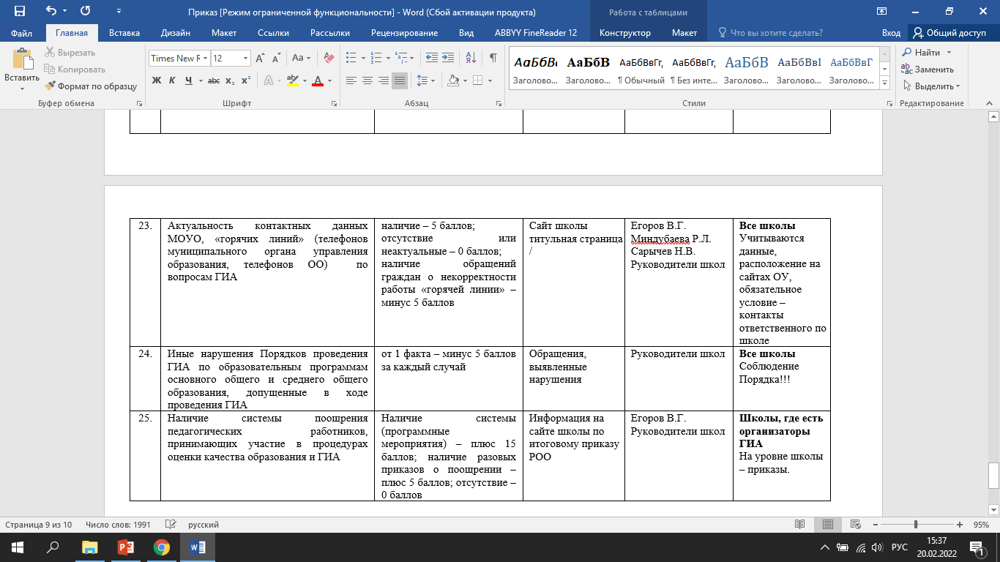 Приказ [Режим ограниченной функциональности] - Word (Сбой активации продукта)
Работа с таблицами
Файл
Главная
Вставка
Дизайн
Макет
Ссылки
Рассылки
Рецензирование
Вид
ABBYY FineReader 12
Конструктор
Макет
Что вы хотите сделать?
Вход
Общий доступ
Вставить
Вырезать
Копировать
Формат по образцу
Буфер обмена
Times New F
12
Aa
Ж К Ч abc x₂ x²
Шрифт
Абзац
АаБбВв АаБбВ АаБбВвГг, АаБбВвГг, АаБбВ АаБбВвІ АаБбВвГ
Заголово... Заголово... ¶ Обычный ¶ Без инте... Заголово... Заголово... Заголово...
Стили
Найти
Заменить
Выделить
Редактирование
23.
Актуальность контактных данных
МОУО, «горячих линий» (телефонов
муниципального органа управления
образования, телефонов ОО) по
вопросам ГИА
наличие – 5 баллов;
отсутствие или
неактуальные – 0 баллов;
наличие обращений
граждан о некорректности
работы «горячей линии» –
минус 5 баллов
Сайт школы
титульная страница
/
Егоров В.Г.
Миндубаева Р.Л.
Сарычев Н.В.
Руководители школ
Все школы
Учитываются
данные,
расположение на
сайтах ОУ,
обязательное
условие –
контакты
ответственного по
школе
24.
Иные нарушения Порядков проведения
ГИА по образовательным программам
основного общего и среднего общего
образования, допущенные в ходе
проведения ГИА
от 1 факта – минус 5 баллов
за каждый случай
Обращения,
выявленные
нарушения
Руководители школ
Все школы
Соблюдение
Порядка!!!
25.
Наличие системы поощрения
педагогических работников,
принимающих участие в процедурах
оценки качества образования и ГИА
Наличие системы
(программные
мероприятия) – плюс 15
баллов; наличие разовых
приказов о поощрении –
плюс 5 баллов; отсутствие –
0 баллов
Информация на
сайте школы по
итоговому приказу
РОО
Егоров В.Г.
Руководители школ
Школы, где есть
организаторы
ГИА
На уровне школы
– приказы.
Страница 9 из 10
Число слов: 1991
русский
95%
РУС
15:37
20.02.2022
1